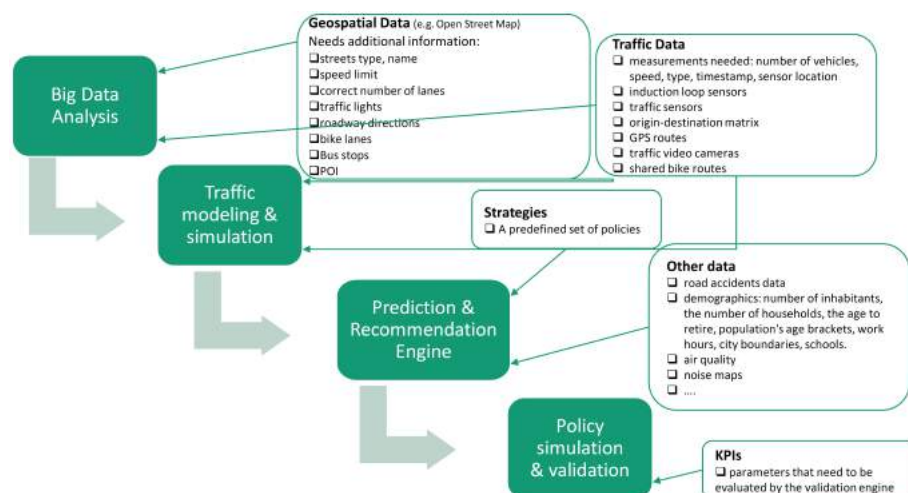 Geospatial Data (e.g. Open Street Map)
Needs additional information:
❑streets type, name
❑speed limit
❑correct number of lanes
❑traffic lights
❑roadway directions
❑bike lanes
❑Bus stops
❑POI
Traffic Data
❑ measurements needed: number of vehicles,
speed, type, timestamp, sensor location
❑ induction loop sensors
❑ traffic sensors
❑ origin-destination matrix
❑ GPS routes
❑ traffic video cameras
❑ shared bike routes
Big Data
Analysis
Traffic
modeling &
simulation
Strategies
❑ A predefined set of policies
Other data
❑ road accidents data
❑ demographics: number of inhabitants,
the number of households, the age to
retire, population's age brackets, work
hours, city boundaries, schools.
❑ air quality
❑ noise maps
❑ ....
Prediction &
Recommendation
Engine
Policy
simulation
& validation
KPIs
❑ parameters that need to be
evaluated by the validation engine